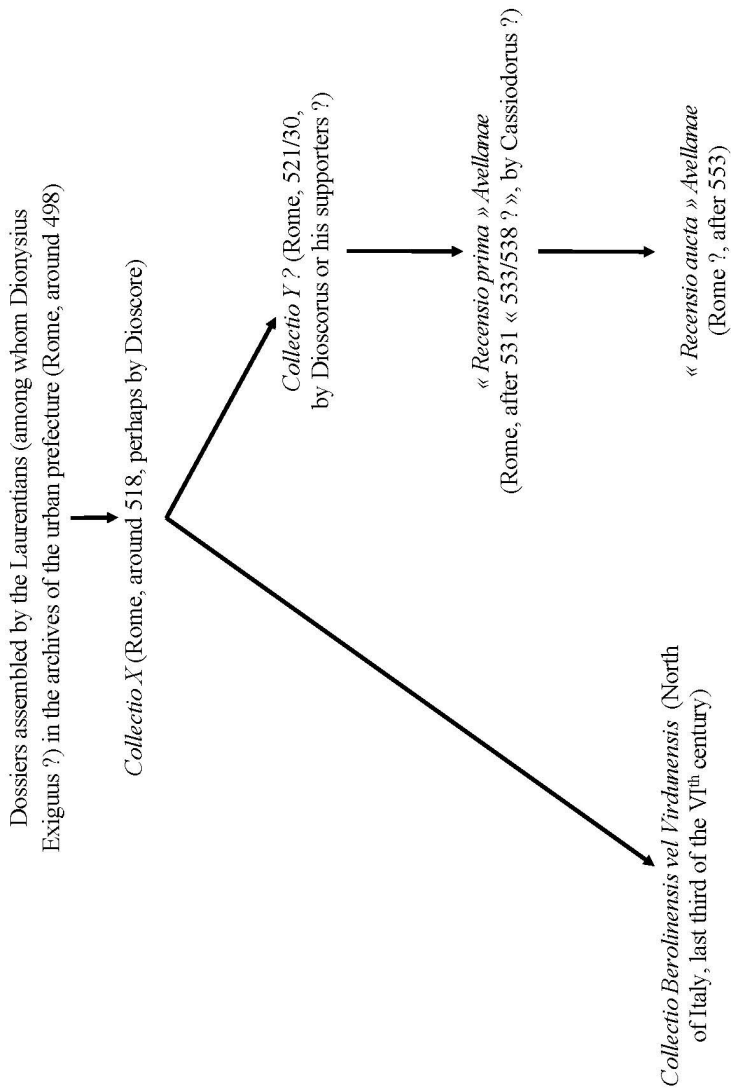 Dossiers assembled by the Laurentians (among whom Dionysius
Exiguus ?) in the archives of the urban prefecture (Rome, around 498)
Collectio X (Rome, around 518, perhaps by Dioscore)
Collectio Y ? (Rome, 521/30,
by Dioscorus or his supporters ?)
« Recensio prima » Avellanae
(Rome, after 531 « 533/538 ? », by Cassiodorus ?)
Collectio Berolinensis vel Virdunensis (North
of Italy, last third of the VIth century)
« Recensio aucta » Avellanae
(Rome ?, after 553)